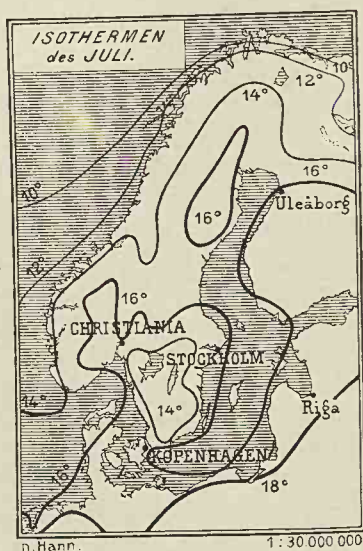 ISOTHERMEN
des JULI.
10°
12°
14°
16°
16°
Uleåborg
10°
12°
16°
CHRISTIANIA
STOCKHOLM
14°
14°
Riga
16°
KOPENHAGEN
18°
n. Hann.
1:30.000 000